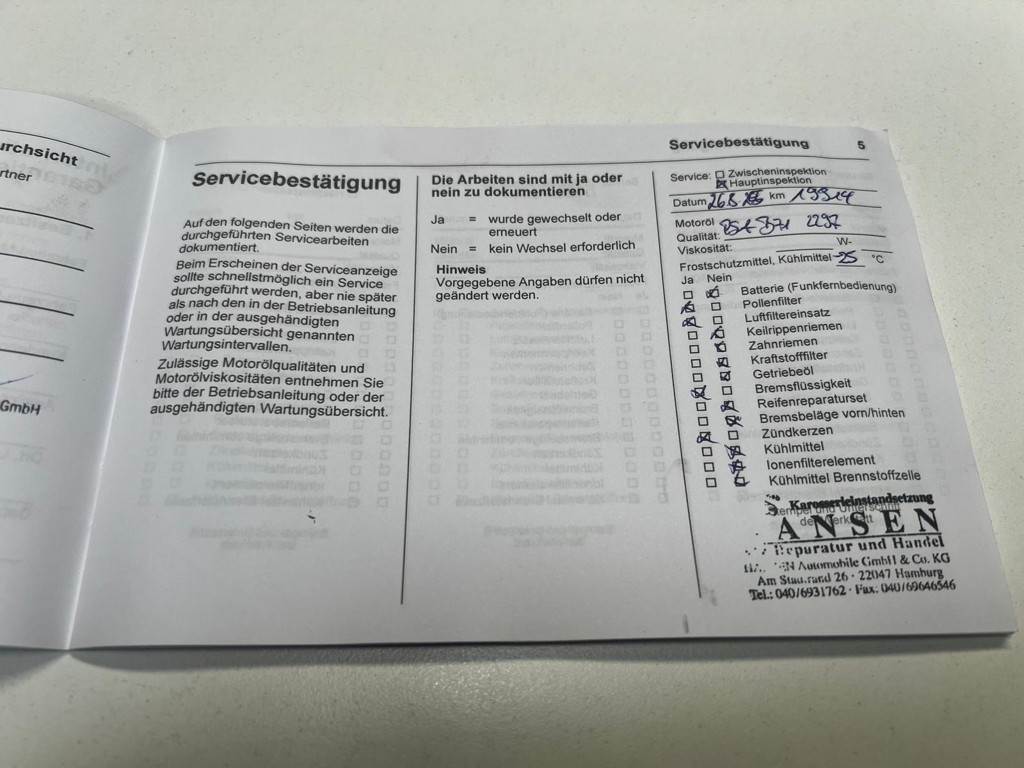 urchsicht
rtner
GmbH
Servicebestätigung 5
Servicebestätigung
Auf den folgenden Seiten werden die
durchgeführten Servicearbeiten
dokumentiert.
Beim Erscheinen der Serviceanzeige
sollte schnellstmöglich ein Service
durchgeführt werden, aber nie später
als nach den in der Betriebsanleitung
oder in der ausgehändigten
Wartungsübersicht genannten
Wartungsintervallen.
Zulässige Motorölqualitäten und
Motorölviskositäten entnehmen Sie
bitte der Betriebsanleitung oder der
ausgehändigten Wartungsübersicht.
Die Arbeiten sind mit ja oder
nein zu dokumentieren
Ja = wurde gewechselt oder
erneuert
Nein = kein Wechsel erforderlich
Hinweis
Vorgegebene Angaben dürfen nicht
geändert werden.
Service: Zwischeninspektion
Hauptinspektion
Datum km 19914
Motoröl
Qualität:
Viskosität: W-
Frostschutzmittel, Kühlmittel -25 °C
Ja Nein
Batterie (Funkfernbedienung)
Pollenfilter
Luftfiltereinsatz
Keilrippenriemen
Zahnriemen
Kraftstofffilter
Getriebeöl
Bremsflüssigkeit
Reifenreparaturset
Bremsbeläge vorn/hinten
Zündkerzen
Kühlmittel
Ionenfilterelement
Kühlmittel Brennstoffzelle
Karosserieinstandsetzung
Stempel und Unterschrift
der Werkstatt
ANSEN
Reparatur und Handel
Automobile GmbH & Co. KG
Am Stadtrand 26 · 22047 Hamburg
Tel.: 040/6931762 · Fax: 040/69646546